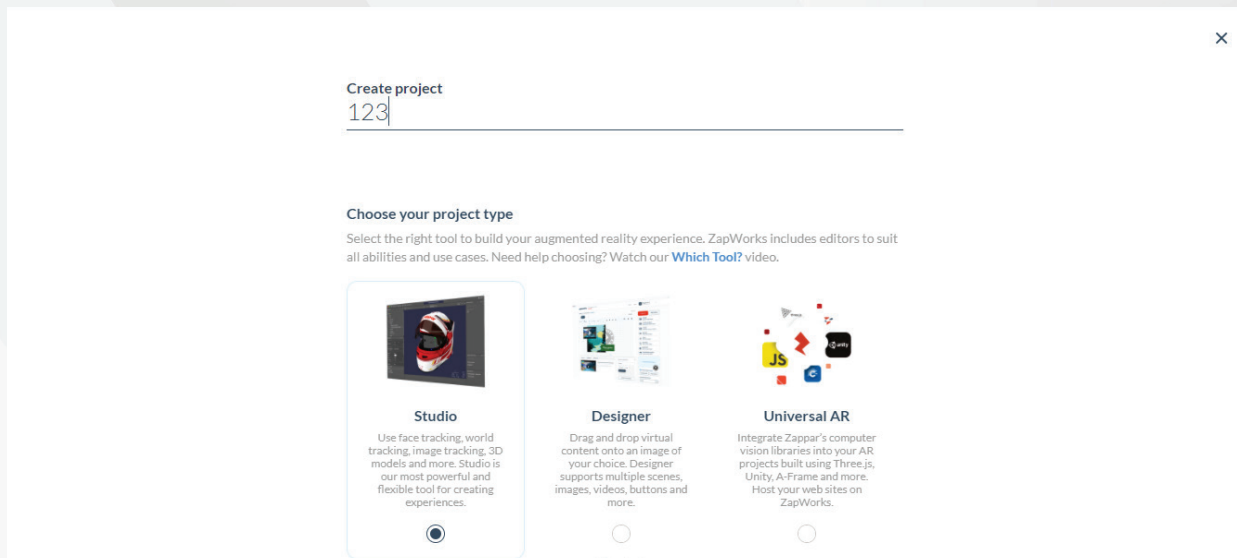 Create project
123
Choose your project type
Select the right tool to build your augmented reality experience. ZapWorks includes editors to suit
all abilities and use cases. Need help choosing? Watch our Which Tool? video.
JS
unity
Studio
Use face tracking, world
tracking, image tracking, 3D
models and more. Studio is
our most powerful and
flexible tool for creating
experiences.
Designer
Drag and drop virtual
content onto an image of
your choice. Designer
supports multiple scenes,
images, videos, buttons and
more.
Universal AR
Integrate Zappar's computer
vision libraries into your AR
projects built using Three.js,
Unity, A-Frame and more.
Host your web sites on
ZapWorks.